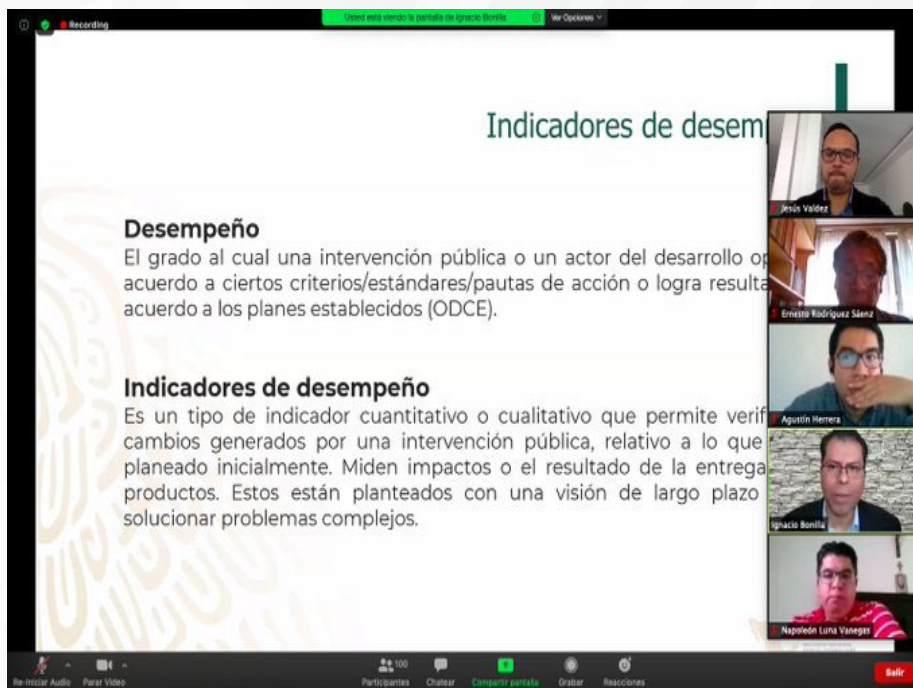 Recording
Usted está viendo la pantalla de Ignacio Bonilla
Ver Opciones
Indicadores de desem
Desempeño
El grado al cual una intervención pública o un actor del desarrollo op
acuerdo a ciertos criterios/estándares/pautas de acción o logra resulta
acuerdo a los planes establecidos (ODCE).
Indicadores de desempeño
Es un tipo de indicador cuantitativo o cualitativo que permite verif
cambios generados por una intervención pública, relativo a lo que
planeado inicialmente. Miden impactos o el resultado de la entrega
productos. Estos están planteados con una visión de largo plazo
solucionar problemas complejos.
Jesús Valdez
Ernesto Rodríguez Sáenz
Agustín Herrera
Ignacio Bonilla
Napoleón Luna Vanegas
Re-Iniciar Audio
Parar Video
100
Participantes
Chatear
Compartir pantalla
Grabar
Reacciones
Salir